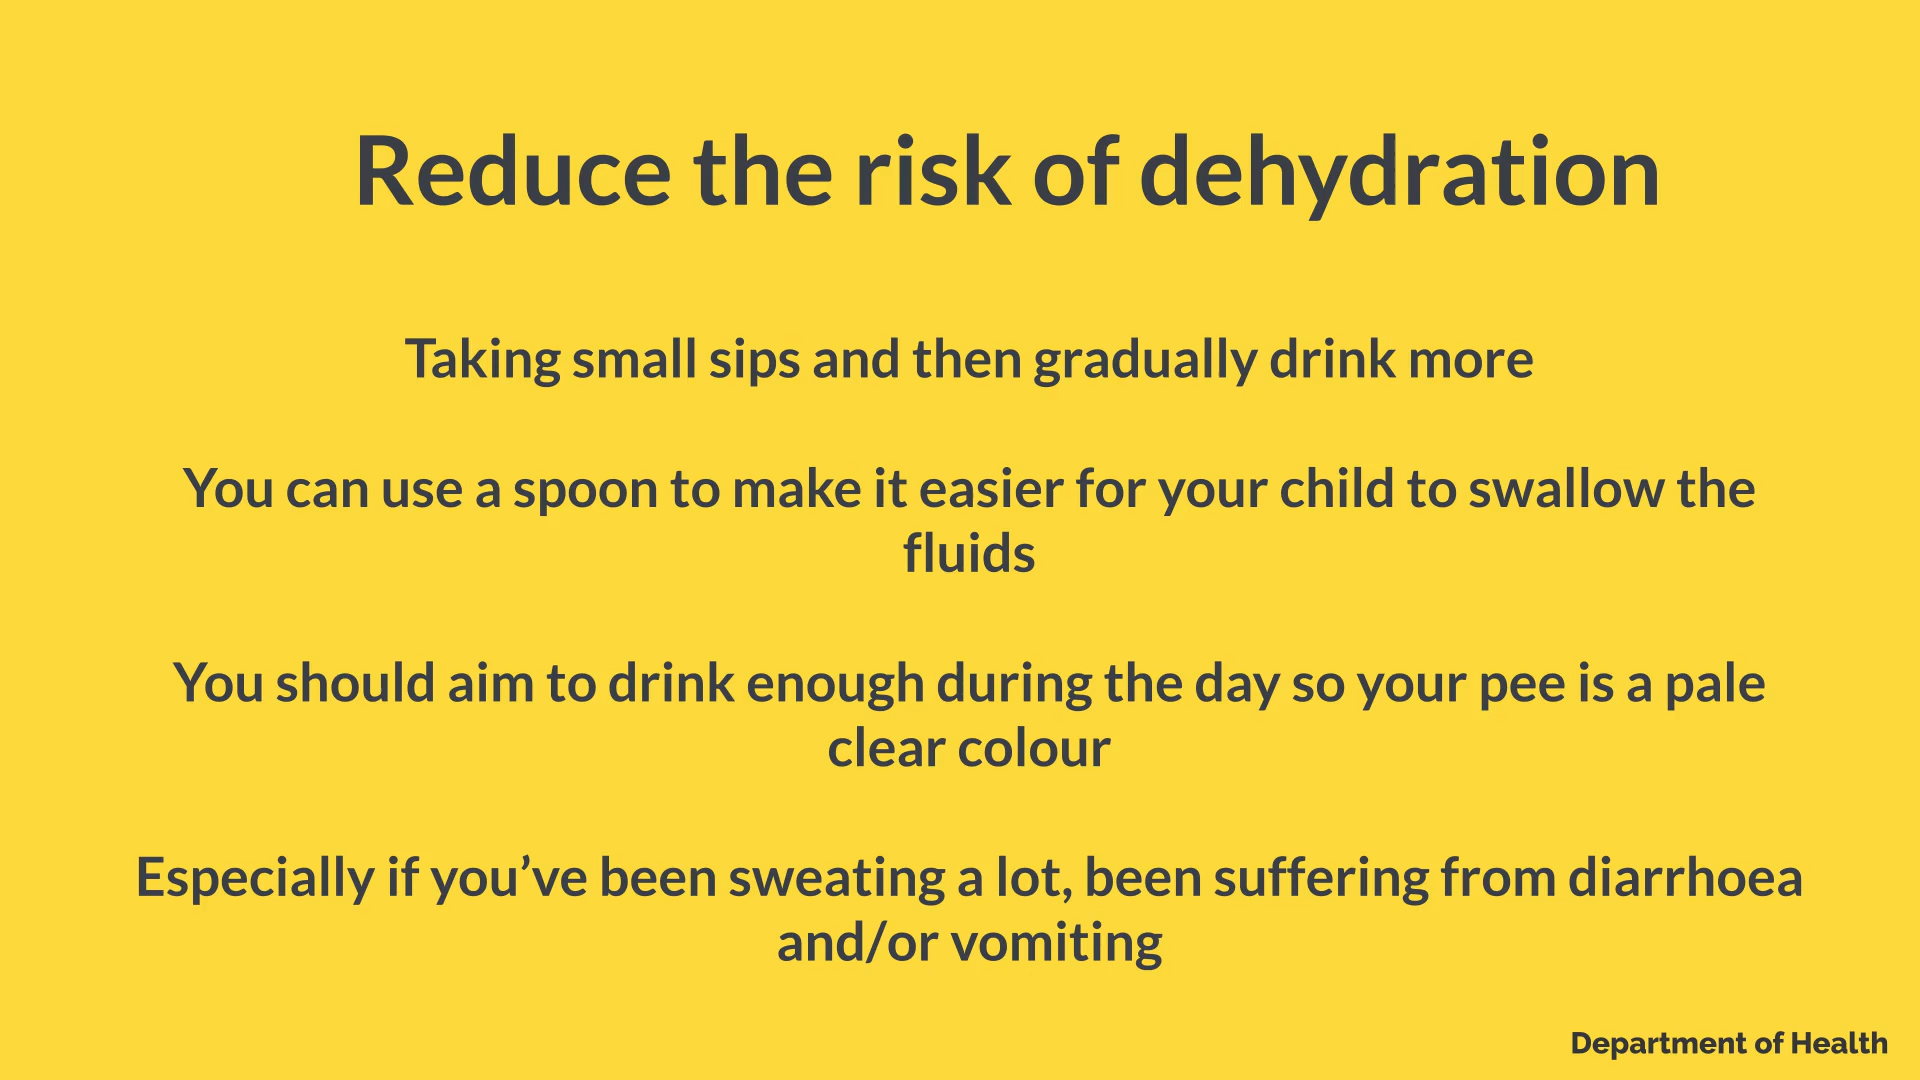 Reduce the risk of dehydration
Taking small sips and then gradually drink more
You can use a spoon to make it easier for your child to swallow the
fluids
You should aim to drink enough during the day so your pee is a pale
clear colour
Especially if you’ve been sweating a lot, been suffering from diarrhoea
and/or vomiting
Department of Health